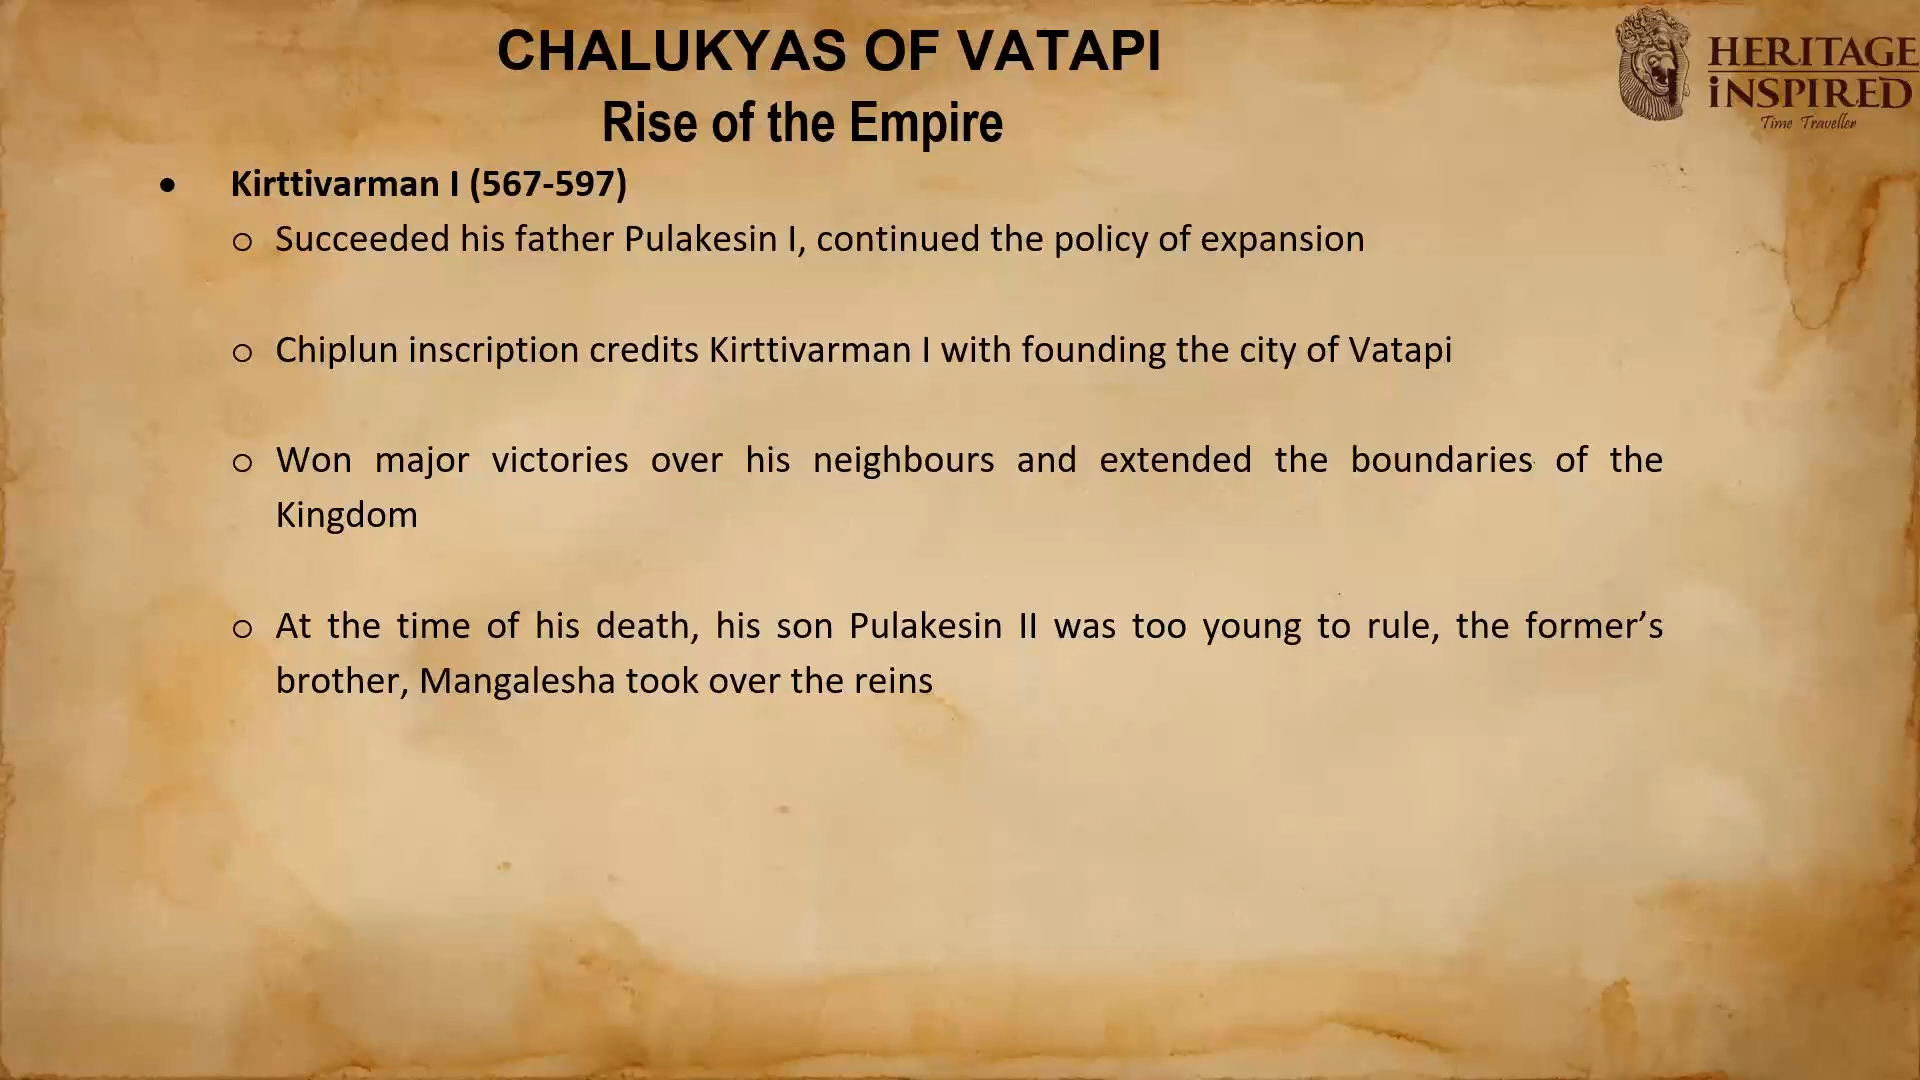 CHALUKYAS OF VATAPI
HERITAGE
iNSPIRED
Time Traveller
Rise of the Empire
• Kirttivarman I (567-597)
o Succeeded his father Pulakesin I, continued the policy of expansion
o Chiplun inscription credits Kirttivarman I with founding the city of Vatapi
o Won major victories over his neighbours and extended the boundaries of the
Kingdom
o At the time of his death, his son Pulakesin II was too young to rule, the former’s
brother, Mangalesha took over the reins